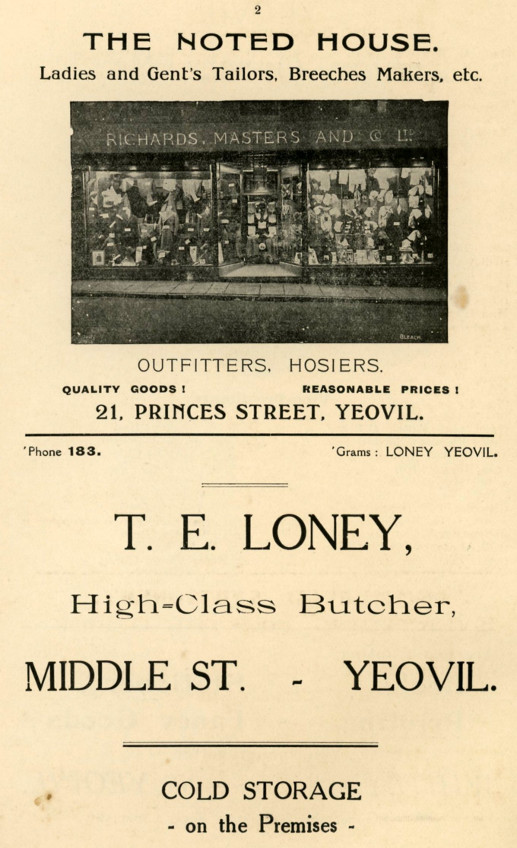 2
THE NOTED HOUSE.
Ladies and Gent's Tailors, Breeches Makers, etc.
RICHARDS, MASTERS AND Co LTD
BLEACH
OUTFITTERS, HOSIERS.
QUALITY GOODS! REASONABLE PRICES!
21, PRINCES STREET, YEOVIL.
'Phone 183. 'Grams: LONEY YEOVIL.
T. E. LONEY,
High-Class Butcher,
MIDDLE ST. - YEOVIL.
COLD STORAGE
- on the Premises -